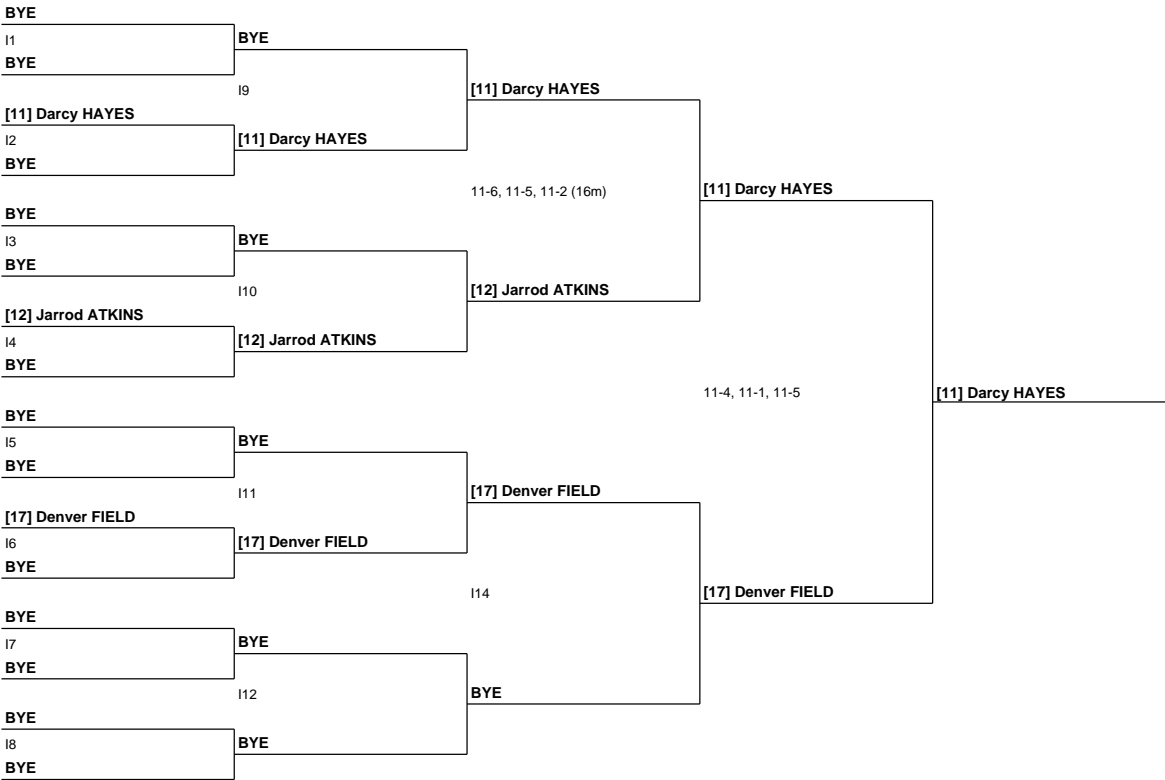 BYE
I1
BYE
BYE
I9
[11] Darcy HAYES
[11] Darcy HAYES
I2
[11] Darcy HAYES
BYE
11-6, 11-5, 11-2 (16m)
[11] Darcy HAYES
BYE
I3
BYE
BYE
I10
[12] Jarrod ATKINS
[12] Jarrod ATKINS
I4
[12] Jarrod ATKINS
BYE
11-4, 11-1, 11-5
[11] Darcy HAYES
BYE
I5
BYE
BYE
I11
[17] Denver FIELD
[17] Denver FIELD
I6
[17] Denver FIELD
BYE
I14
[17] Denver FIELD
BYE
I7
BYE
BYE
I12
BYE
BYE
I8
BYE
BYE